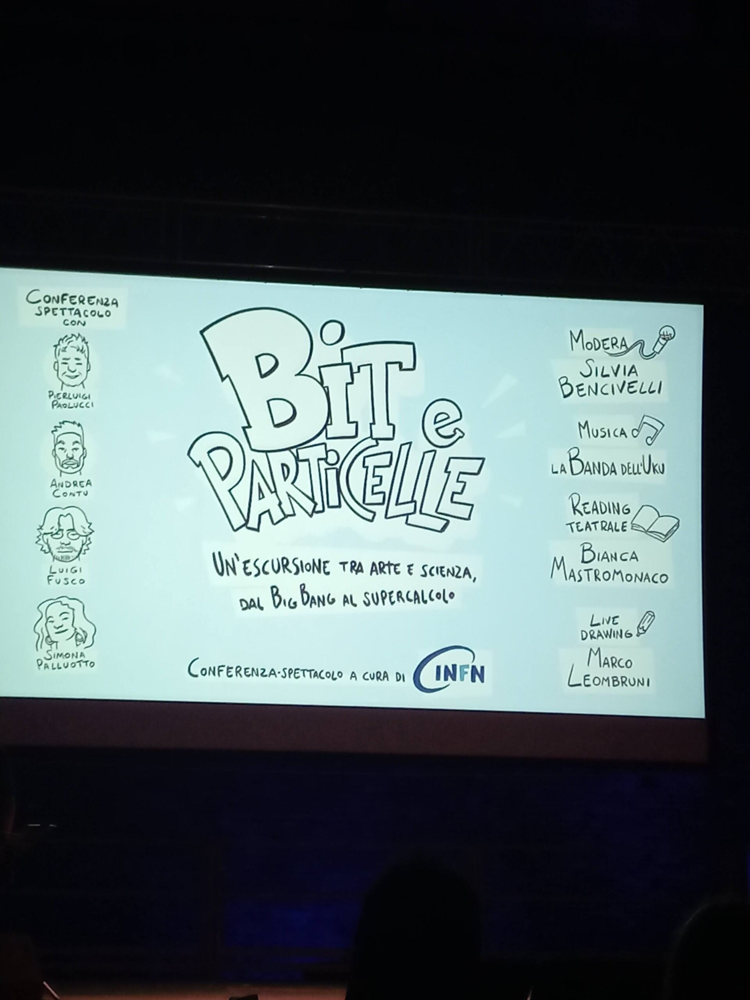 CONFERENZA
SPETTACOLO
CON
PIERLUIGI
PAOLUCCI
ANDREA
CONTU
LUIGI
FUSCO
SIMONA
PALLUOTTO
BiT e
PARTiCELLE
UN'ESCURSIONE TRA ARTE E SCIENZA,
DAL BIG BANG AL SUPERCALCOLO
CONFERENZA-SPETTACOLO A CURA DI INFN
MODERA
SILVIA
BENCIVELLI
MUSICA
LA BANDA DELL'UKU
READING
TEATRALE
BIANCA
MASTROMONACO
LIVE
DRAWING
MARCO
LEOMBRUNI